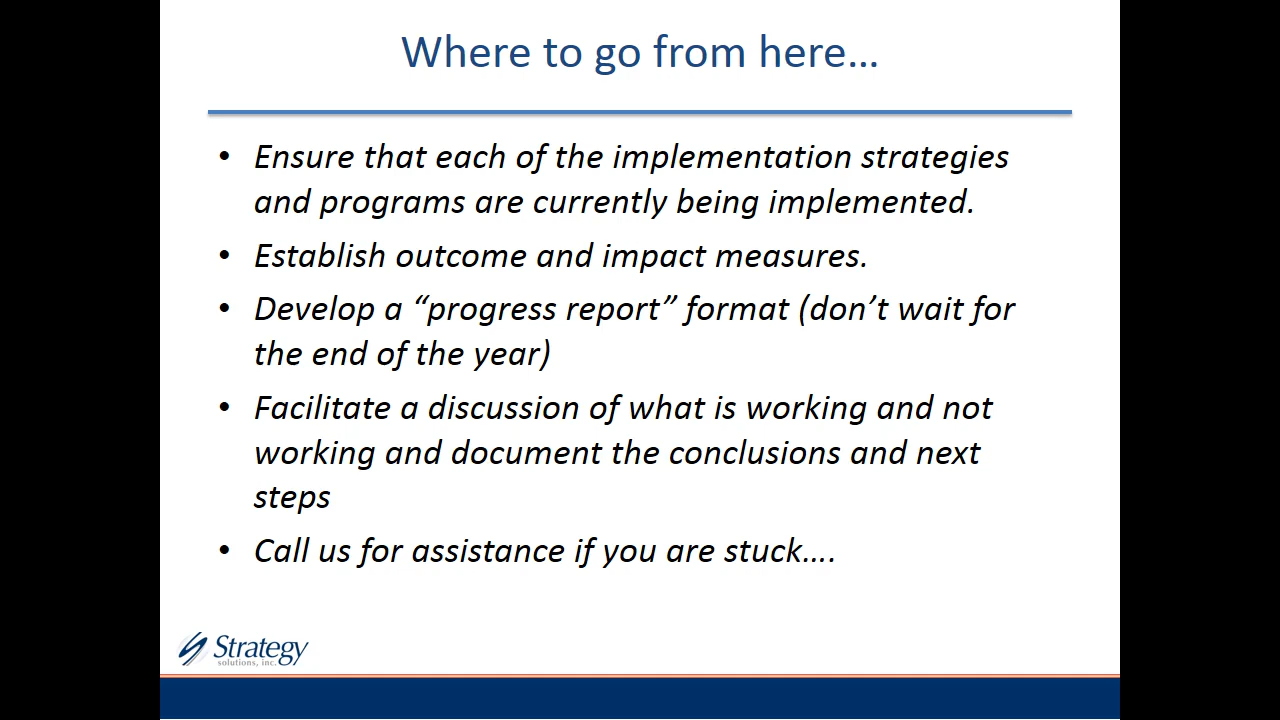 Where to go from here…
• Ensure that each of the implementation strategies
and programs are currently being implemented.
• Establish outcome and impact measures.
• Develop a “progress report” format (don’t wait for
the end of the year)
• Facilitate a discussion of what is working and not
working and document the conclusions and next
steps
• Call us for assistance if you are stuck….
Strategy
solutions, inc.